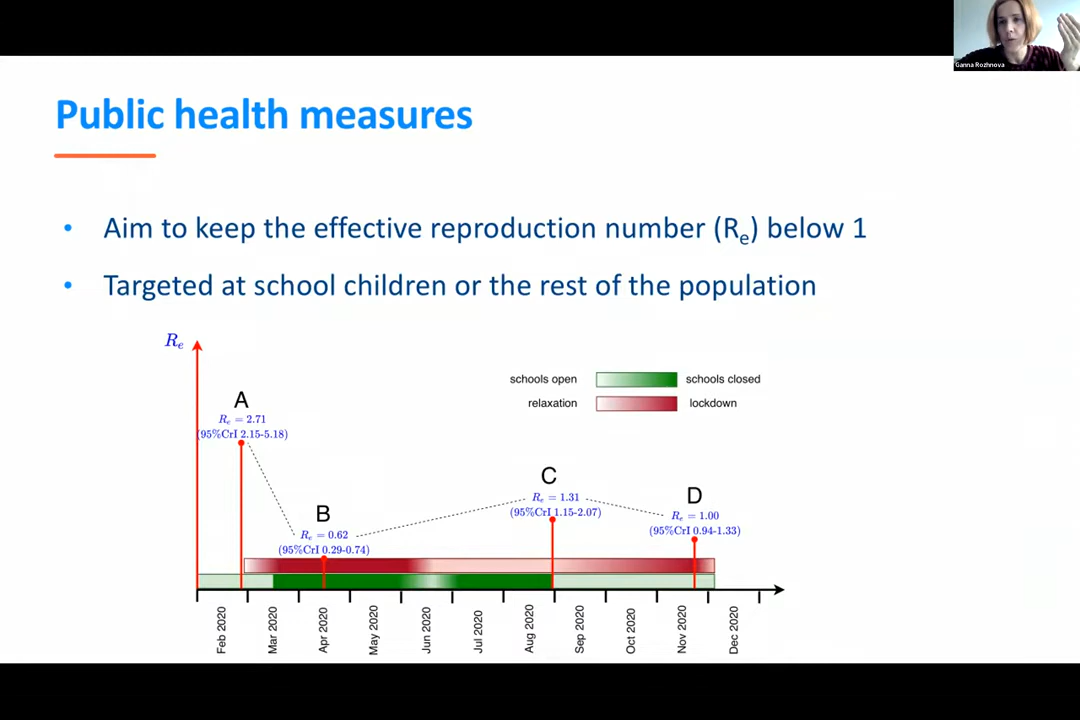 Ganna Rozhnova
Public health measures
• Aim to keep the effective reproduction number (Re) below 1
• Targeted at school children or the rest of the population
Re
schools open schools closed
relaxation lockdown
A
Re = 2.71
(95%CrI 2.15-5.18)
B
Re = 0.62
(95%CrI 0.29-0.74)
C
Re = 1.31
(95%CrI 1.15-2.07)
D
Re = 1.00
(95%CrI 0.94-1.33)
Feb 2020
Mar 2020
Apr 2020
May 2020
Jun 2020
Jul 2020
Aug 2020
Sep 2020
Oct 2020
Nov 2020
Dec 2020